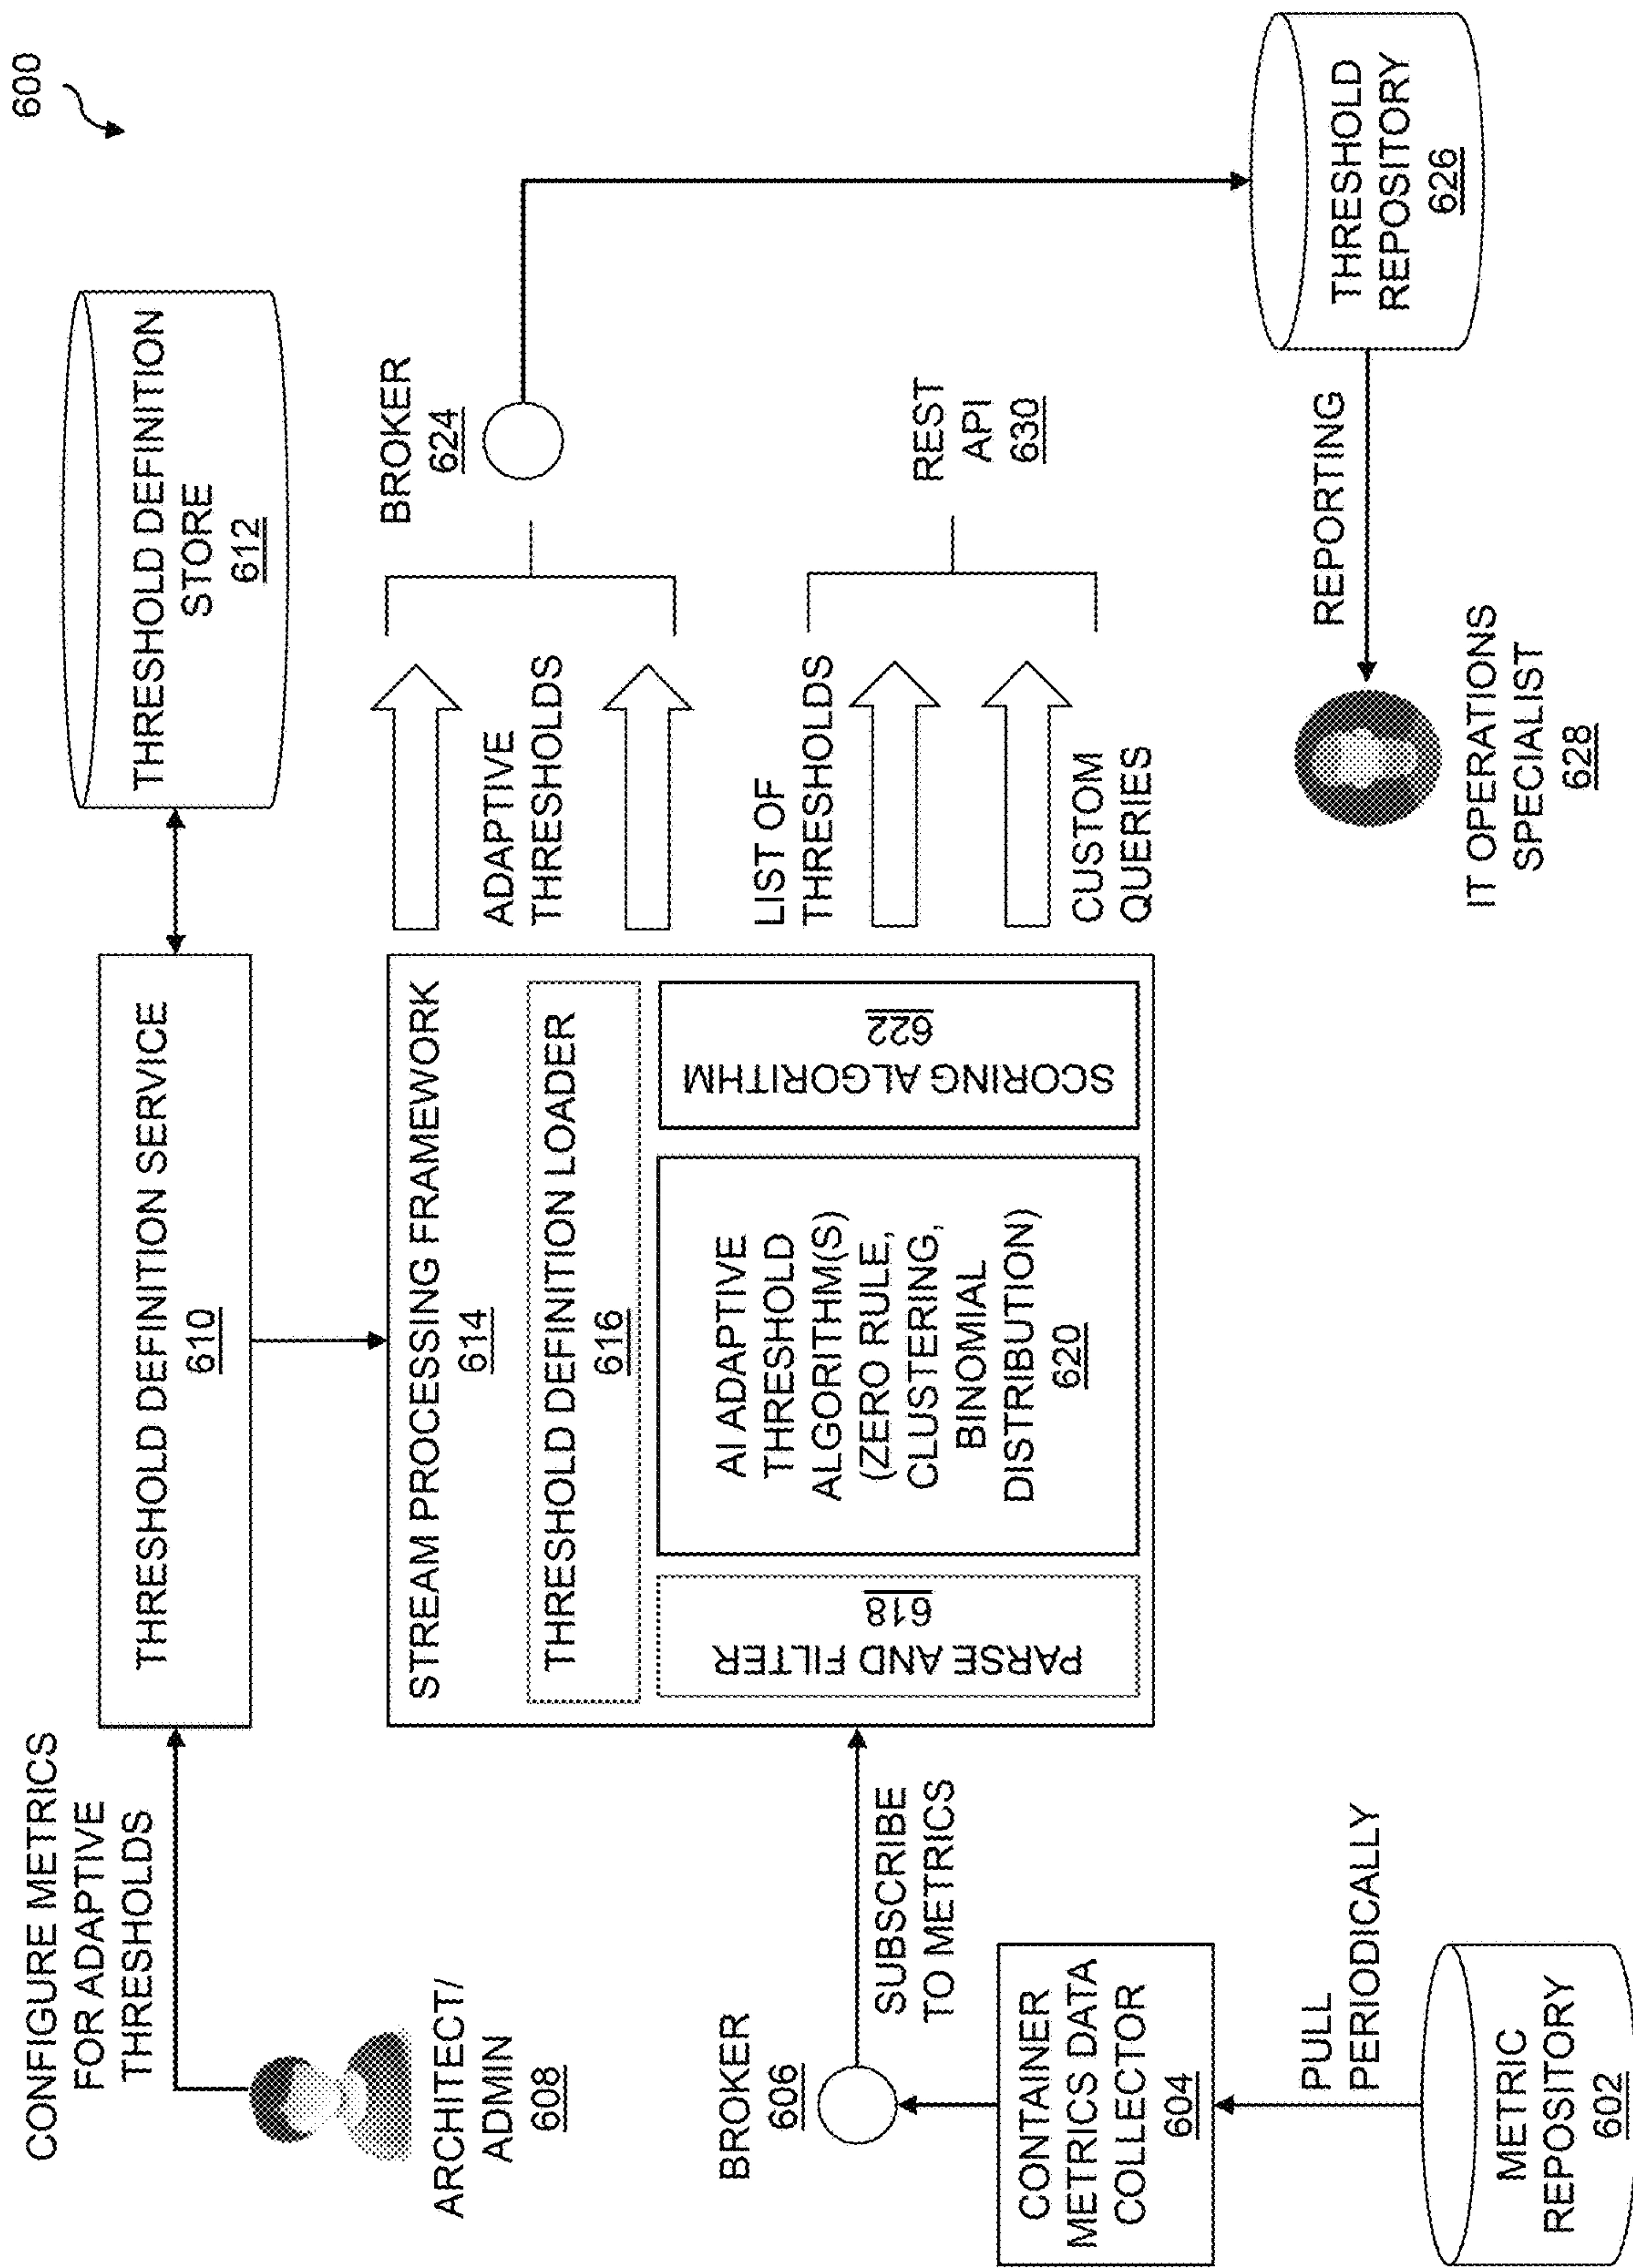 600
CONFIGURE METRICS
FOR ADAPTIVE
THRESHOLDS
ARCHITECT/
ADMIN
608
THRESHOLD DEFINITION SERVICE
610
THRESHOLD DEFINITION
STORE
612
STREAM PROCESSING FRAMEWORK
614
THRESHOLD DEFINITION LOADER
616
PARSE AND FILTER
618
AI ADAPTIVE
THRESHOLD
ALGORITHM(S)
(ZERO RULE,
CLUSTERING,
BINOMIAL
DISTRIBUTION)
620
SCORING ALGORITHM
622
ADAPTIVE
THRESHOLDS
LIST OF
THRESHOLDS
CUSTOM
QUERIES
BROKER
624
REST
API
630
BROKER
606
SUBSCRIBE
TO METRICS
CONTAINER
METRICS DATA
COLLECTOR
604
PULL
PERIODICALLY
METRIC
REPOSITORY
602
THRESHOLD
REPOSITORY
626
REPORTING
IT OPERATIONS
SPECIALIST
628